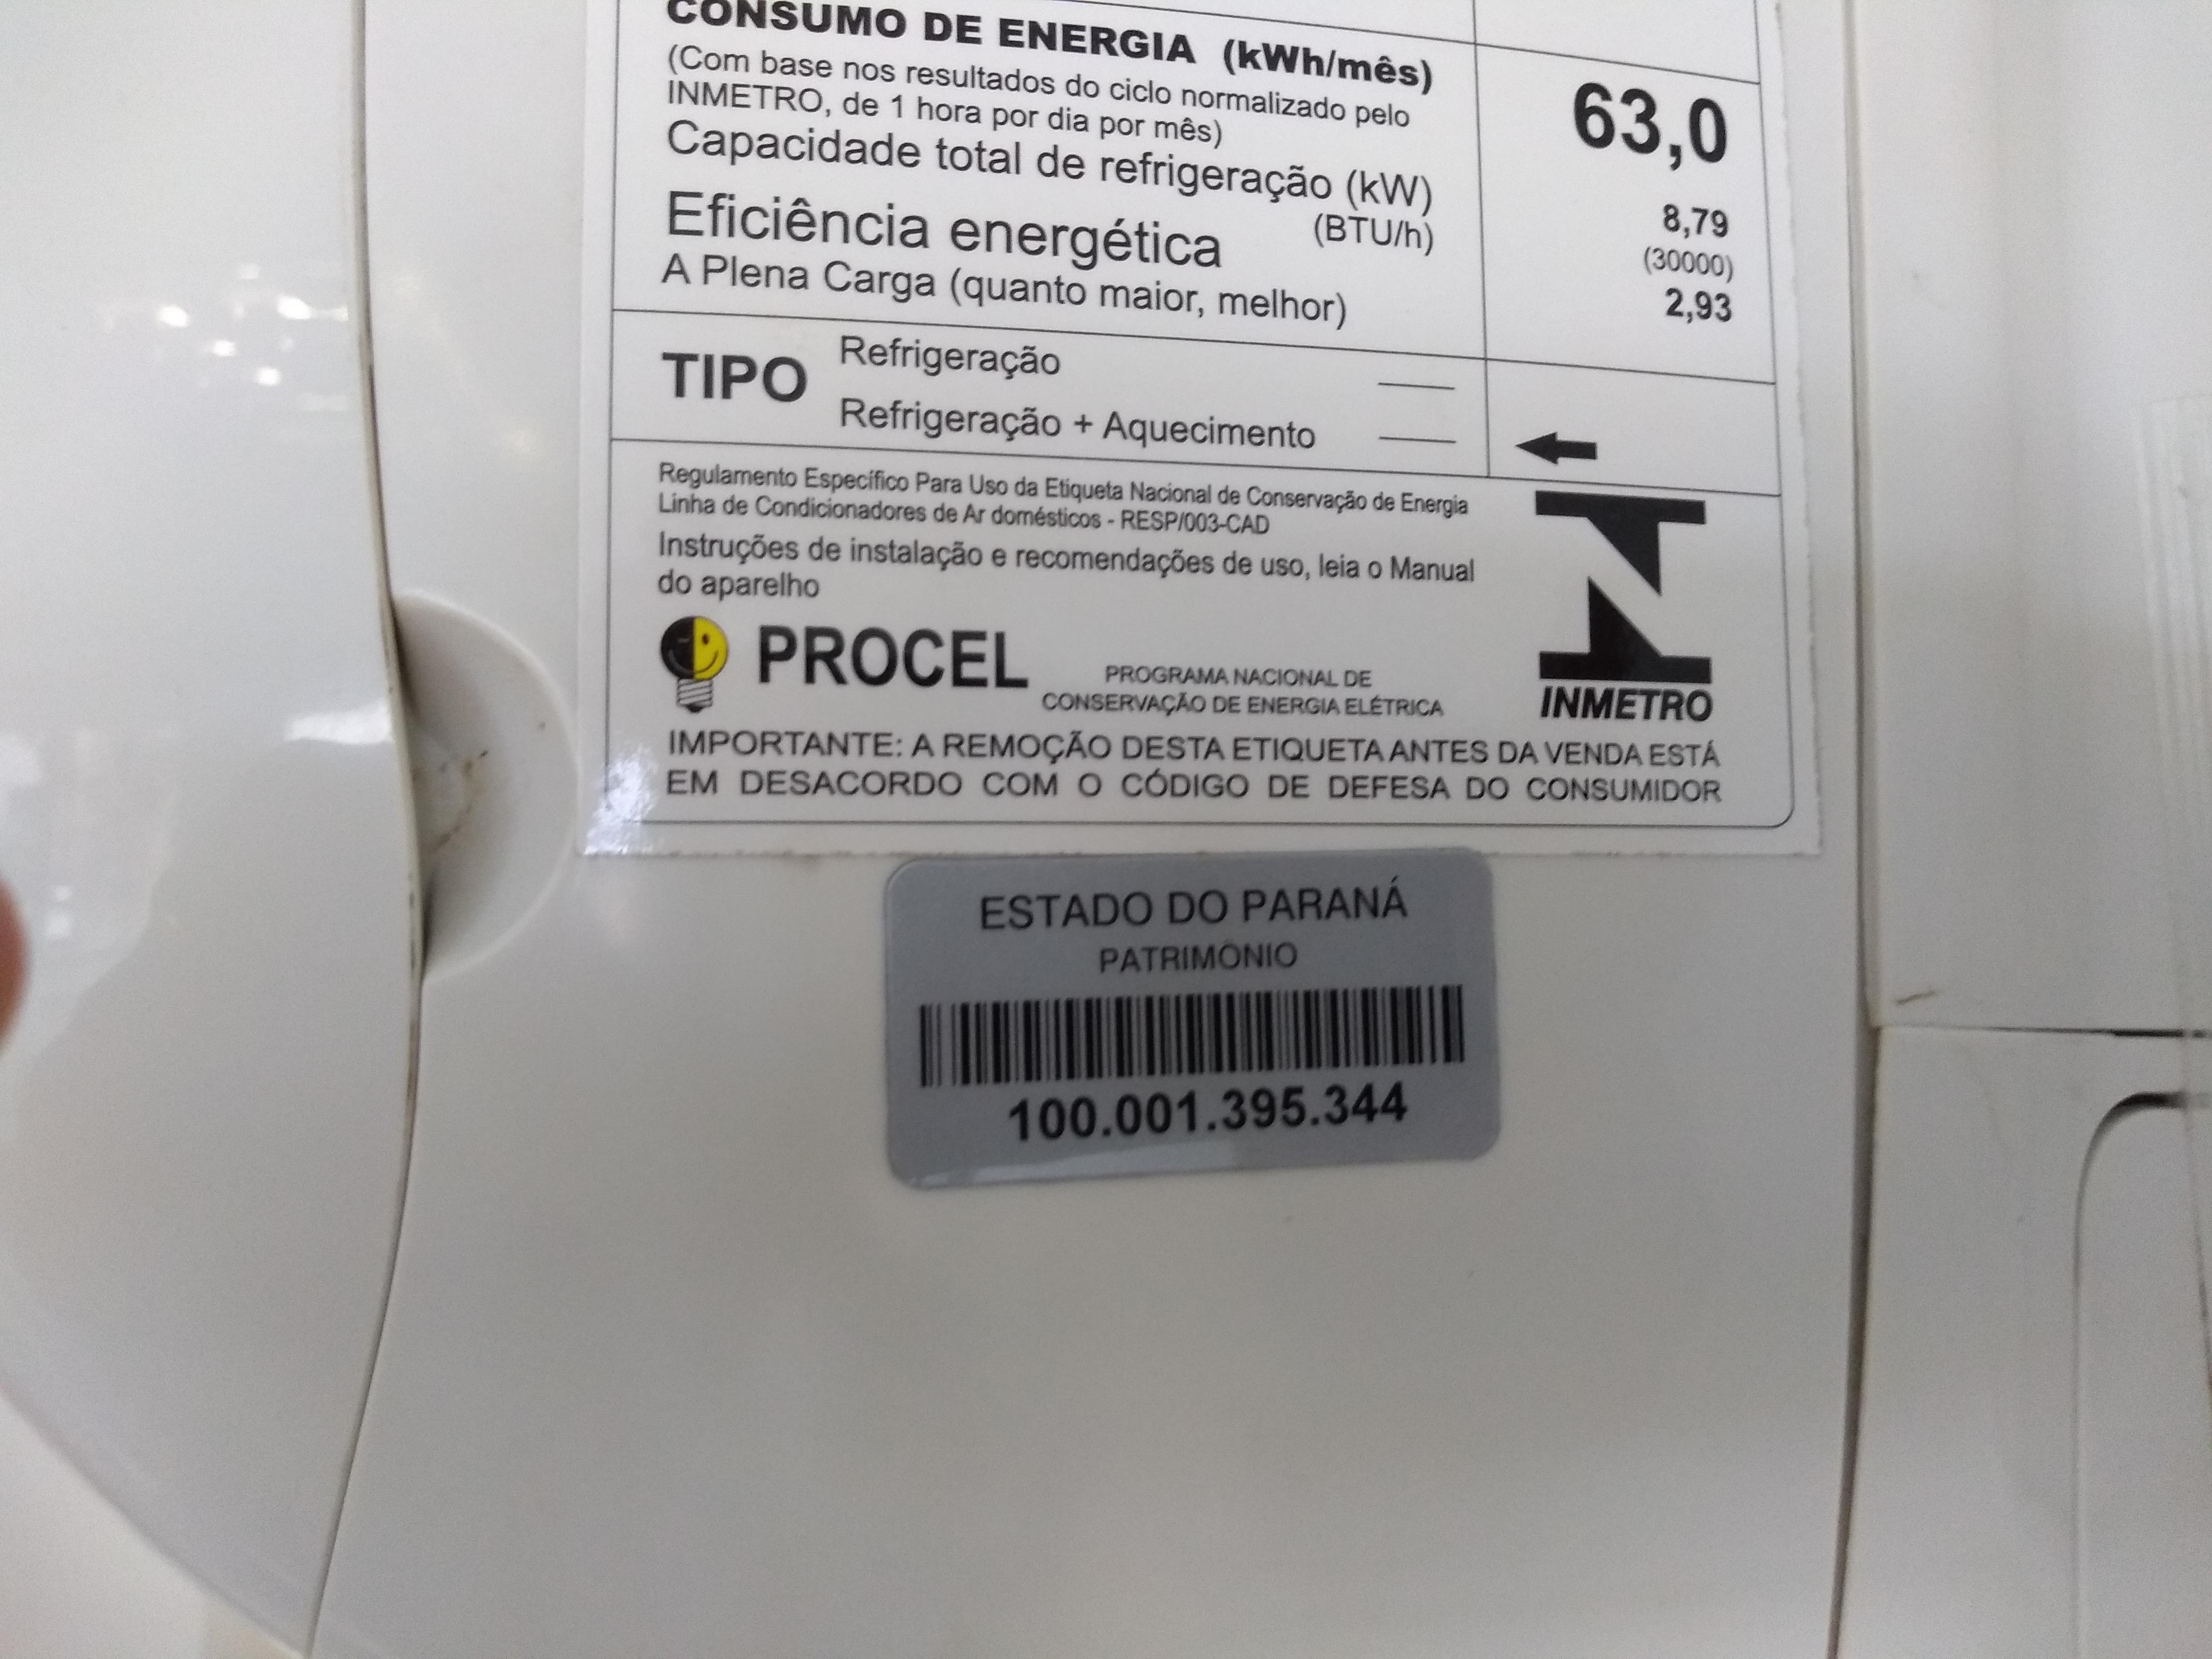 CONSUMO DE ENERGIA (kWh/mês)
(Com base nos resultados do ciclo normalizado pelo
INMETRO, de 1 hora por dia por mês)
63,0
Capacidade total de refrigeração (kW)
8,79
(BTU/h)
(30000)
Eficiência energética
A Plena Carga (quanto maior, melhor)
2,93
TIPO
Refrigeração
Refrigeração + Aquecimento
Regulamento Específico Para Uso da Etiqueta Nacional de Conservação de Energia
Linha de Condicionadores de Ar domésticos - RESP/003-CAD
Instruções de instalação e recomendações de uso, leia o Manual
do aparelho
PROCEL
PROGRAMA NACIONAL DE
CONSERVAÇÃO DE ENERGIA ELÉTRICA
INMETRO
IMPORTANTE: A REMOÇÃO DESTA ETIQUETA ANTES DA VENDA ESTÁ
EM DESACORDO COM O CÓDIGO DE DEFESA DO CONSUMIDOR
ESTADO DO PARANÁ
PATRIMÔNIO
100.001.395.344